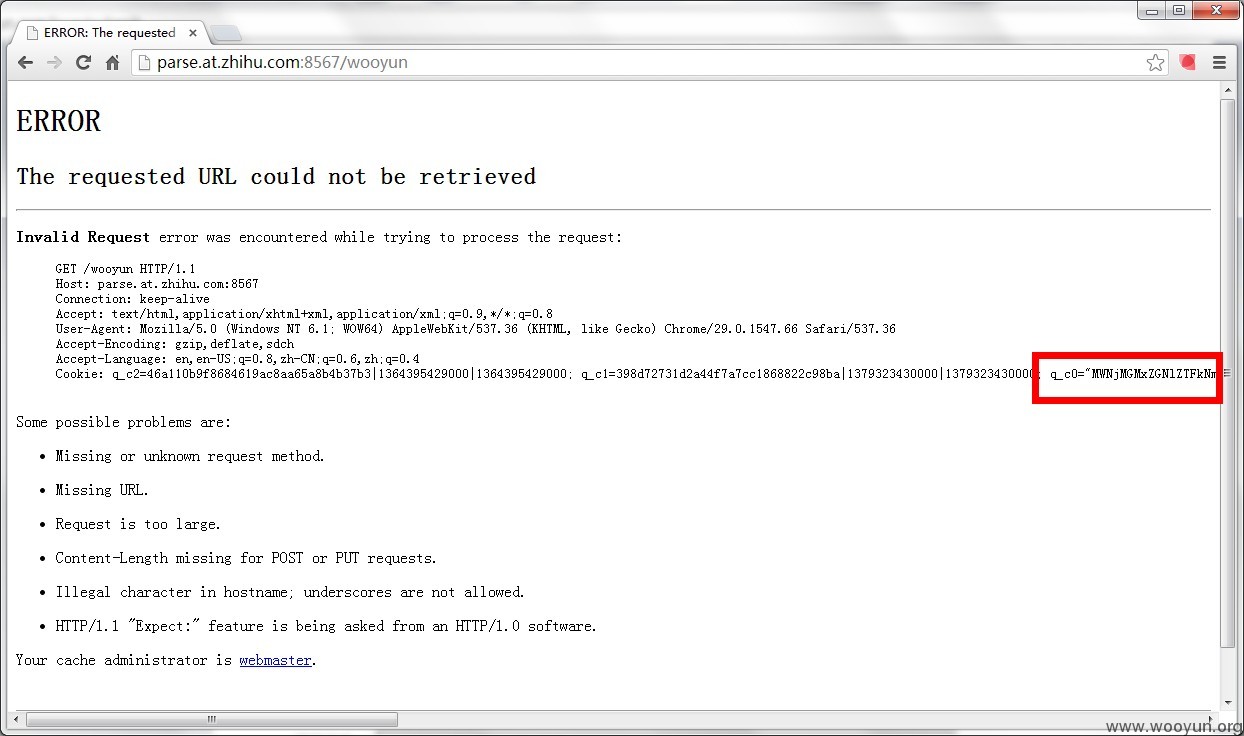 ERROR: The requested
parse.at.zhihu.com:8567/wooyun
ERROR
The requested URL could not be retrieved
Invalid Request error was encountered while trying to process the request:
GET /wooyun HTTP/1.1
Host: parse.at.zhihu.com:8567
Connection: keep-alive
Accept: text/html,application/xhtml+xml,application/xml;q=0.9,*/*;q=0.8
User-Agent: Mozilla/5.0 (Windows NT 6.1; WOW64) AppleWebKit/537.36 (KHTML, like Gecko) Chrome/29.0.1547.66 Safari/537.36
Accept-Encoding: gzip,deflate,sdch
Accept-Language: en,en-US;q=0.8,zh-CN;q=0.6,zh;q=0.4
Cookie: q_c2=46a110b9f8684619ac8aa65a8b4b37b3|1364395429000|1364395429000; q_c1=398d72731d2a44f7a7cc1868822c98ba|1379323430000|1379323430000; q_c0="MWNjMGMxZGNlZTFkNm
Some possible problems are:
• Missing or unknown request method.
• Missing URL.
• Request is too large.
• Content-Length missing for POST or PUT requests.
• Illegal character in hostname; underscores are not allowed.
• HTTP/1.1 "Expect:" feature is being asked from an HTTP/1.0 software.
Your cache administrator is webmaster.
www.wooyun.org